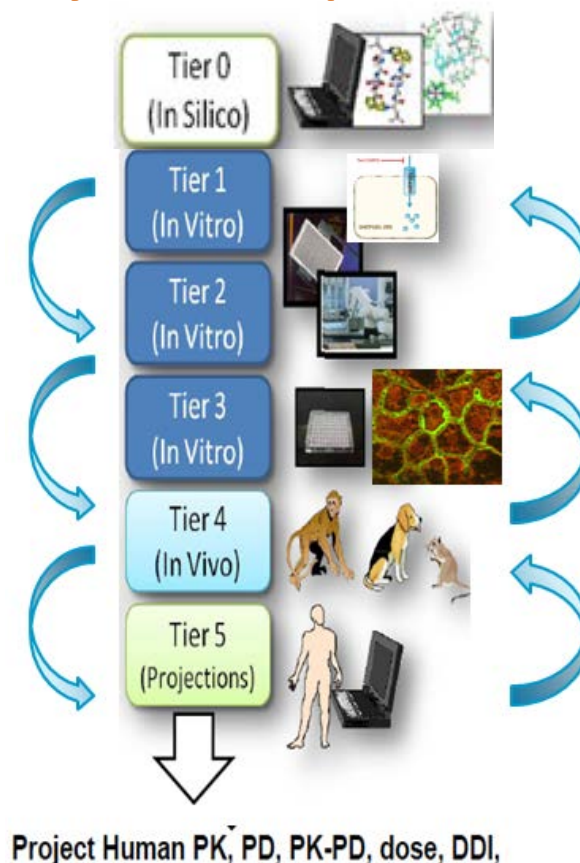 Tier 0
(In Silico)
Tier 1
(In Vitro)
Tier 2
(In Vitro)
Tier 3
(In Vitro)
Tier 4
(In Vivo)
Tier 5
(Projections)
Project Human PK, PD, PK-PD, dose, DDI,